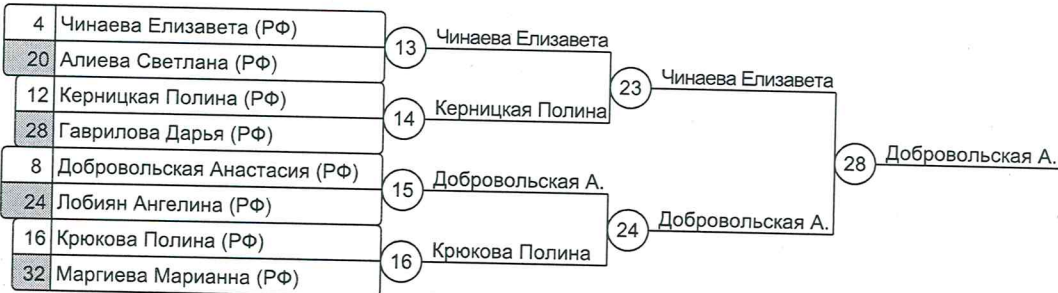 4 Чинаева Елизавета (РФ)
20 Алиева Светлана (РФ)
12 Керницкая Полина (РФ)
28 Гаврилова Дарья (РФ)
8 Добровольская Анастасия (РФ)
24 Лобиян Ангелина (РФ)
16 Крюкова Полина (РФ)
32 Маргиева Марианна (РФ)
13 Чинаева Елизавета
14 Керницкая Полина
15 Добровольская А.
16 Крюкова Полина
23 Чинаева Елизавета
24 Добровольская А.
28 Добровольская А.